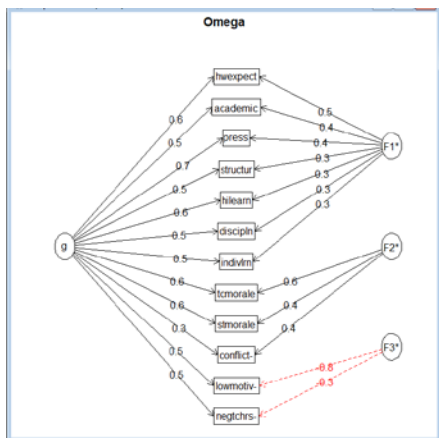 Omega
hwexpect
academic
press
structur
hilearn
discipln
indivlrn
tcmorale
stmorale
conflict-
lowmotiv-
negtchrs-
g
0.6
0.5
0.7
0.5
0.6
0.5
0.5
0.6
0.6
0.3
0.5
0.5
F1*
0.5
0.4
0.4
0.3
0.3
0.3
0.3
F2*
0.6
0.4
0.4
F3*
-0.8
-0.3